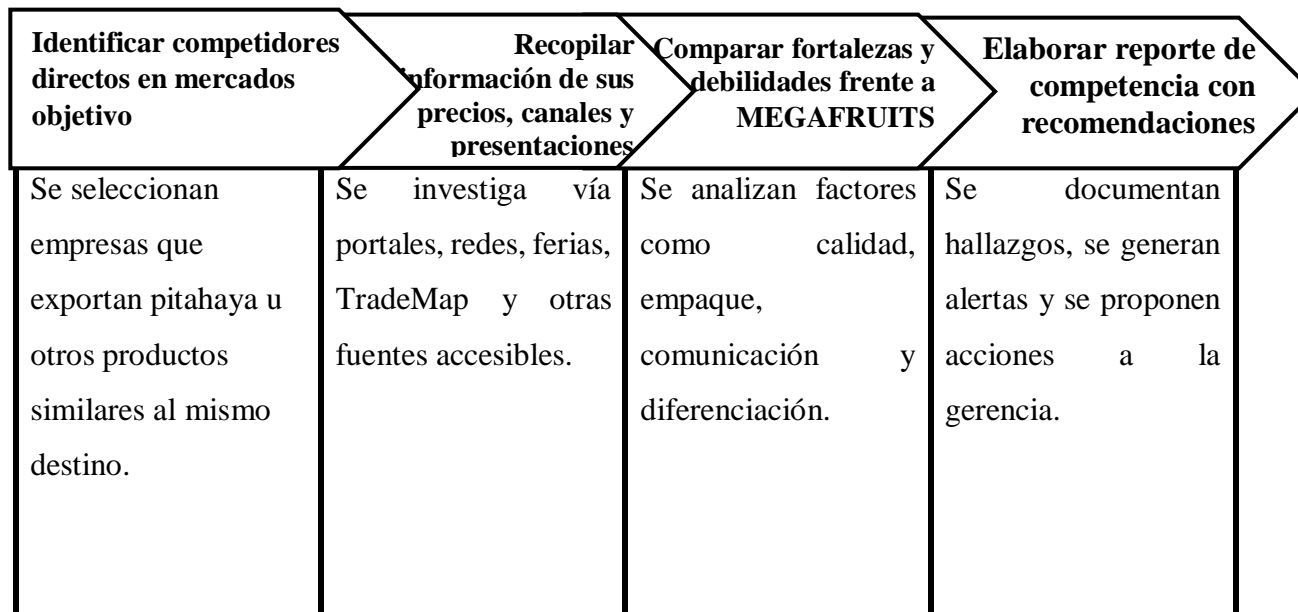 Identificar competidores
directos en mercados
objetivo
Recopilar
información de sus
precios, canales y
presentaciones
Comparar fortalezas y
debilidades frente a
MEGAFRUITS
Elaborar reporte de
competencia con
recomendaciones
Se seleccionan
empresas que
exportan pitahaya u
otros productos
similares al mismo
destino.
Se investiga vía
portales, redes, ferias,
TradeMap y otras
fuentes accesibles.
Se analizan factores
como calidad,
empaque,
comunicación y
diferenciación.
Se documentan
hallazgos, se generan
alertas y se proponen
acciones a la
gerencia.